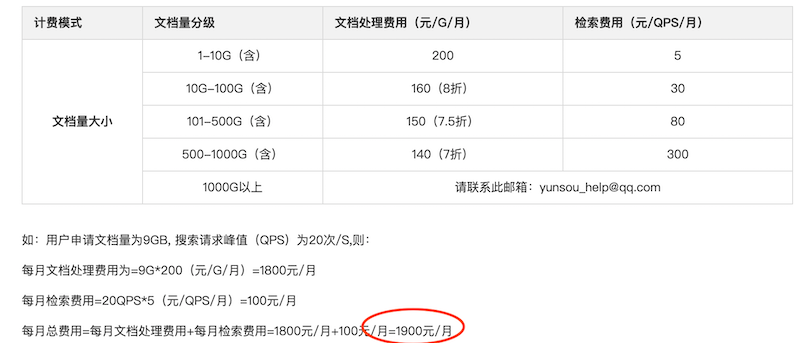 计费模式 文档量分级 文档处理费用（元/G/月） 检索费用（元/QPS/月）
文档量大小
1-10G（含） 200 5
10G-100G（含） 160（8折） 30
101-500G（含） 150（7.5折） 80
500-1000G（含） 140（7折） 300
1000G以上 请联系此邮箱：yunsou_help@qq.com
如：用户申请文档量为9GB, 搜索请求峰值（QPS）为20次/S,则：
每月文档处理费用为=9G*200（元/G/月）=1800元/月
每月检索费用=20QPS*5（元/QPS/月）=100元/月
每月总费用=每月文档处理费用+每月检索费用=1800元/月+100元/月=1900元/月